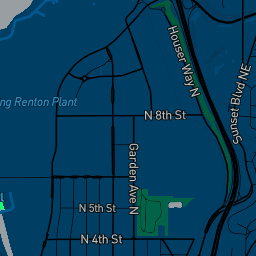 Houser Way N
ng Renton Plant
N 8th St
Sunset Blvd NE
Garden Ave N
N 5th St
N 4th St